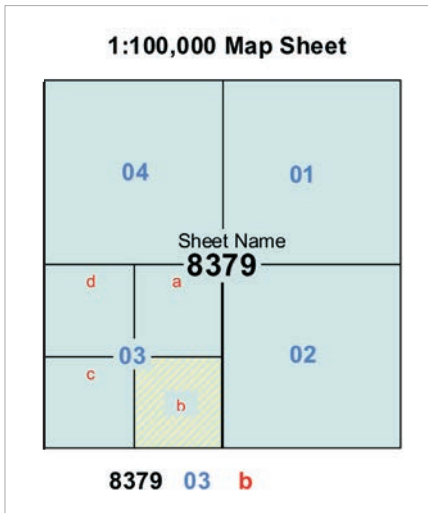 1:100,000 Map Sheet
04 01
Sheet Name
8379
d a
03 02
c b
8379 03 b